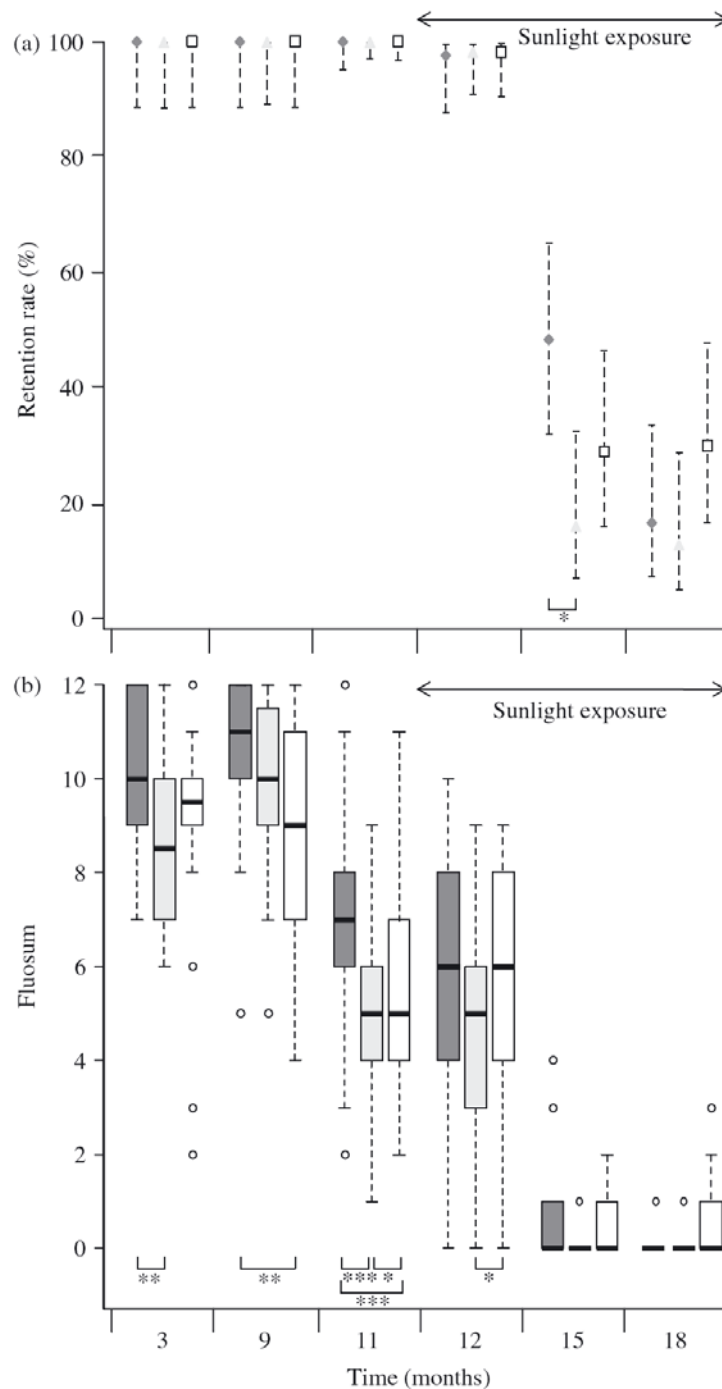 (a)
Sunlight exposure
100
80
60
40
20
0
Retention rate (%)
*
(b)
Sunlight exposure
12
10
8
6
4
2
0
Fluosum
** ** *** * *
***
3 9 11 12 15 18
Time (months)